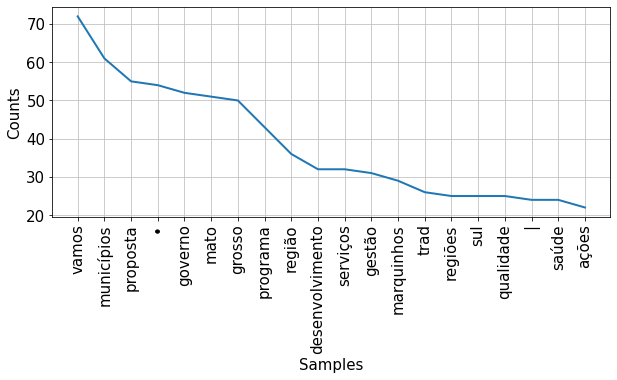 70
60
50
40
30
20
Counts
vamos
municípios
proposta
•
governo
mato
grosso
programa
região
desenvolvimento
serviços
gestão
marquinhos
trad
regiões
sul
qualidade
|
saúde
ações
Samples